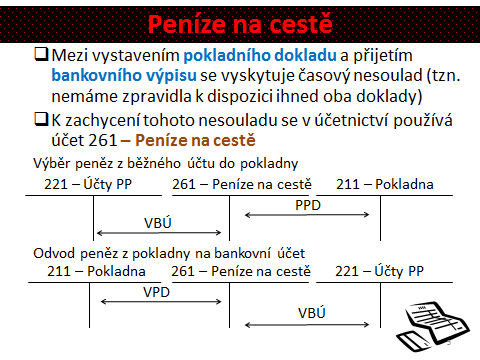 Peníze na cestě
Mezi vystavením pokladního dokladu a přijetím
bankovního výpisu se vyskytuje časový nesoulad (tzn.
nemáme zpravidla k dispozici ihned oba doklady)
K zachycení tohoto nesouladu se v účetnictví používá
účet 261 – Peníze na cestě
Výběr peněz z běžného účtu do pokladny
221 – Účty PP 261 – Peníze na cestě 211 – Pokladna
PPD
VBÚ
Odvod peněz z pokladny na bankovní účet
211 – Pokladna 261 – Peníze na cestě 221 – Účty PP
VPD
VBÚ